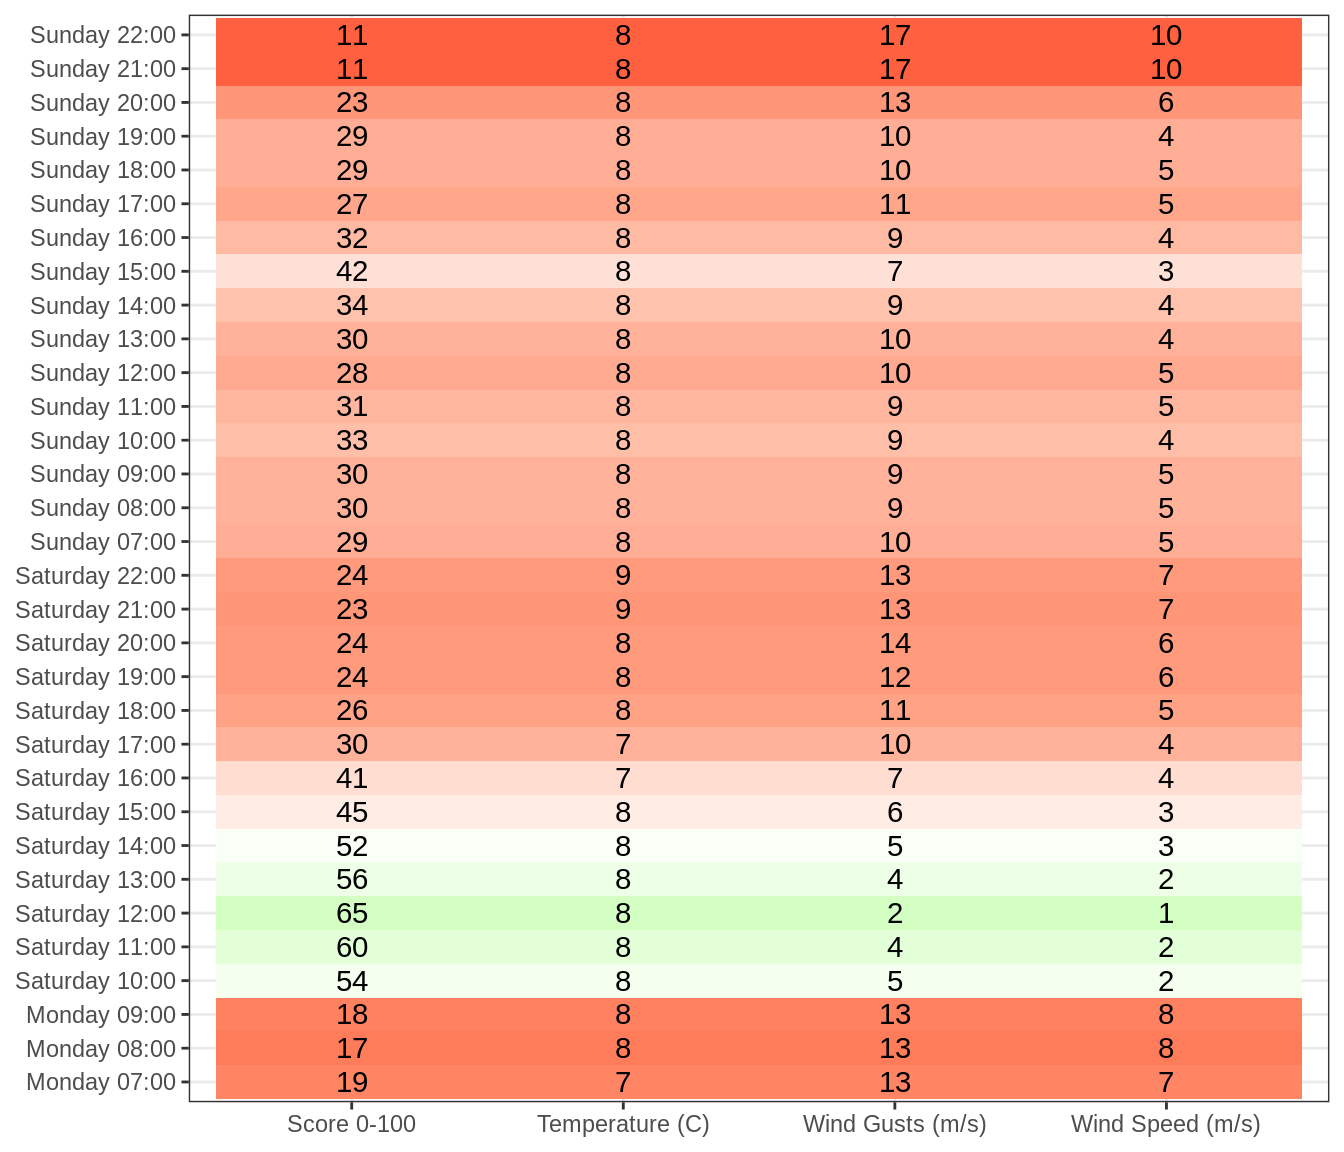 Sunday 22:00 11 8 17 10
Sunday 21:00 11 8 17 10
Sunday 20:00 23 8 13 6
Sunday 19:00 29 8 10 4
Sunday 18:00 29 8 10 5
Sunday 17:00 27 8 11 5
Sunday 16:00 32 8 9 4
Sunday 15:00 42 8 7 3
Sunday 14:00 34 8 9 4
Sunday 13:00 30 8 10 4
Sunday 12:00 28 8 10 5
Sunday 11:00 31 8 9 5
Sunday 10:00 33 8 9 4
Sunday 09:00 30 8 9 5
Sunday 08:00 30 8 9 5
Sunday 07:00 29 8 10 5
Saturday 22:00 24 9 13 7
Saturday 21:00 23 9 13 7
Saturday 20:00 24 8 14 6
Saturday 19:00 24 8 12 6
Saturday 18:00 26 8 11 5
Saturday 17:00 30 7 10 4
Saturday 16:00 41 7 7 4
Saturday 15:00 45 8 6 3
Saturday 14:00 52 8 5 3
Saturday 13:00 56 8 4 2
Saturday 12:00 65 8 2 1
Saturday 11:00 60 8 4 2
Saturday 10:00 54 8 5 2
Monday 09:00 18 8 13 8
Monday 08:00 17 8 13 8
Monday 07:00 19 7 13 7
Score 0-100 Temperature (C) Wind Gusts (m/s) Wind Speed (m/s)